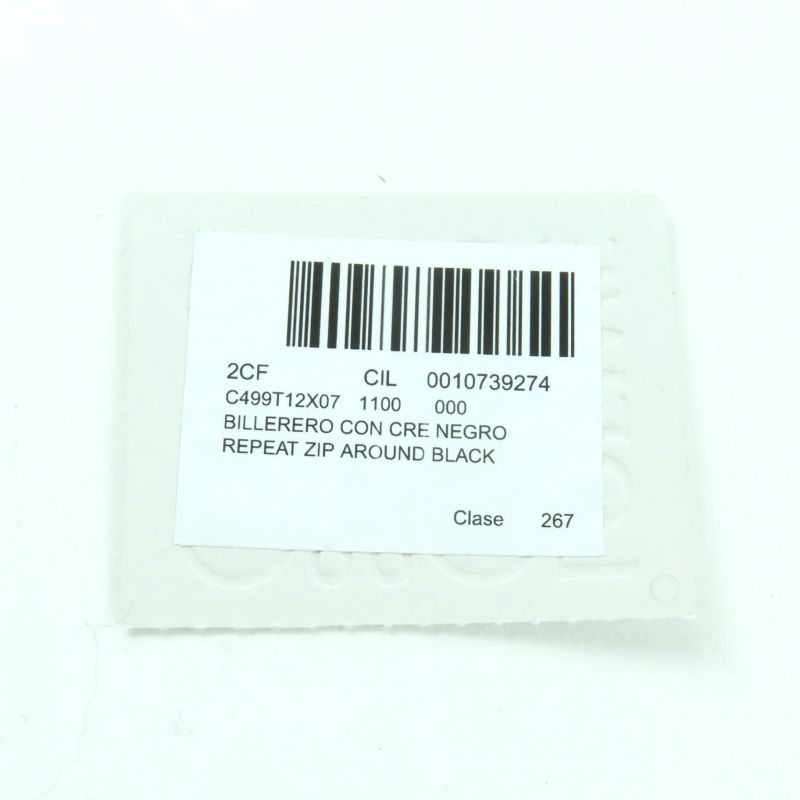 2CF CIL 0010739274
C499T12X07 1100 000
BILLERERO CON CRE NEGRO
REPEAT ZIP AROUND BLACK
Clase 267